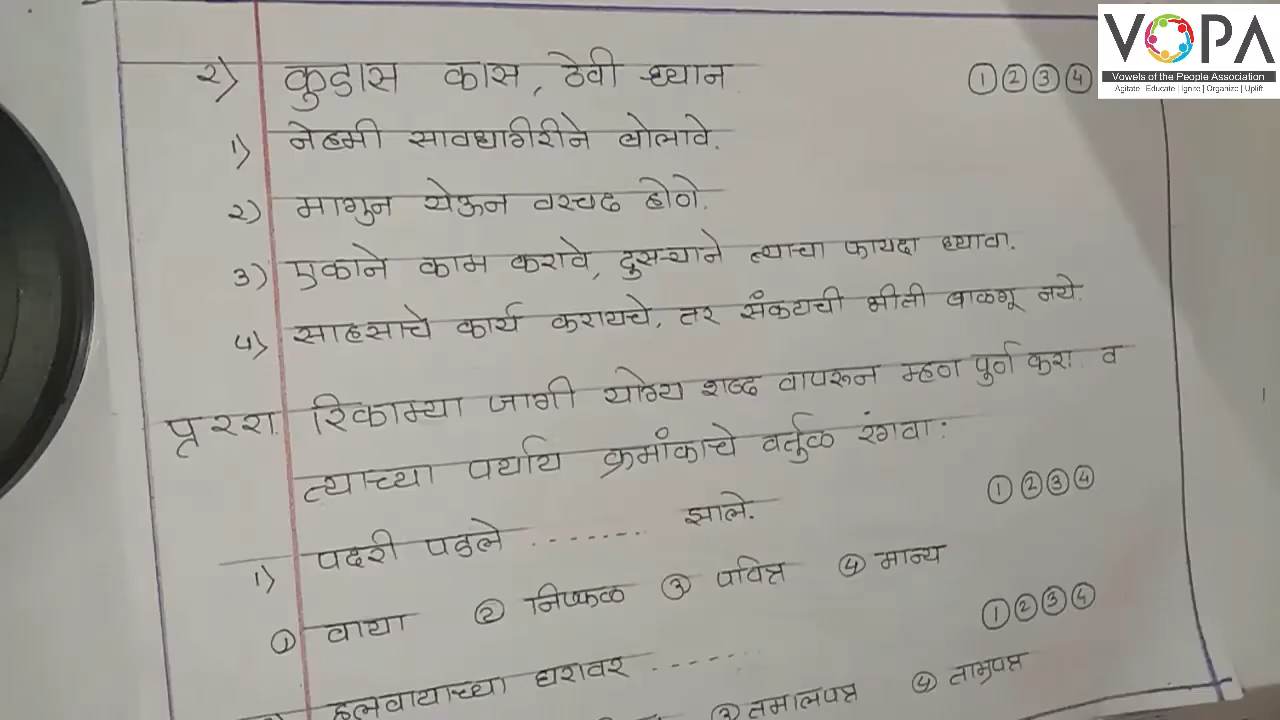 VOPA
Vowels of the People Association
Agitate | Educate | Ignite | Organize | Uplift
२) कुडास कास, ठेवी ध्यान ① ② ③ ④
१) नेहमी सावधगीरीने बोलावे.
२) मागुन येऊन वरचढ होणे.
३) एकाने काम करावे, दुसऱ्याने त्याचा फायदा घ्यावा.
४) साहसाचे कार्य करायचे, तर संकटाची भीती बाळगू नये.
प्र २रा. रिकाम्या जागी योग्य शब्द वापरून म्हण पुर्ण करा. व
त्याच्या पर्याय क्रमांकाचे वर्तुळ रंगवा :
१) पदरी पडले ....... झाले. ① ② ③ ④
① वाया ② निष्फळ ③ पवित्र ④ मान्य
हलवायाच्या घरावर ....... ① ② ③ ④
③ तमालपत्र ④ ताम्रपत्र